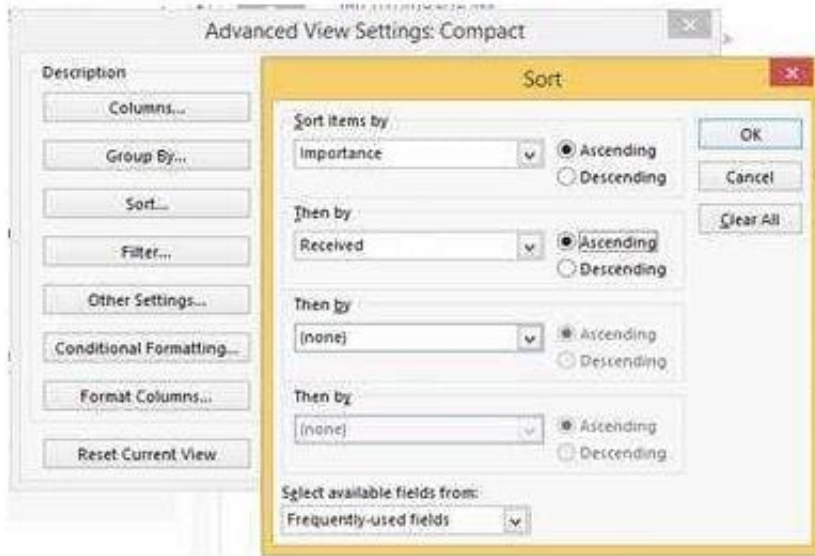 Advanced View Settings: Compact
Description
Columns...
Group By...
Sort...
Filter...
Other Settings...
Conditional Formatting...
Format Columns...
Reset Current View
Sort
Sort items by
Importance
Ascending
Descending
Then by
Received
Ascending
Descending
Then by
(none)
Ascending
Descending
Then by
(none)
Ascending
Descending
Select available fields from:
Frequently-used fields
OK
Cancel
Clear All